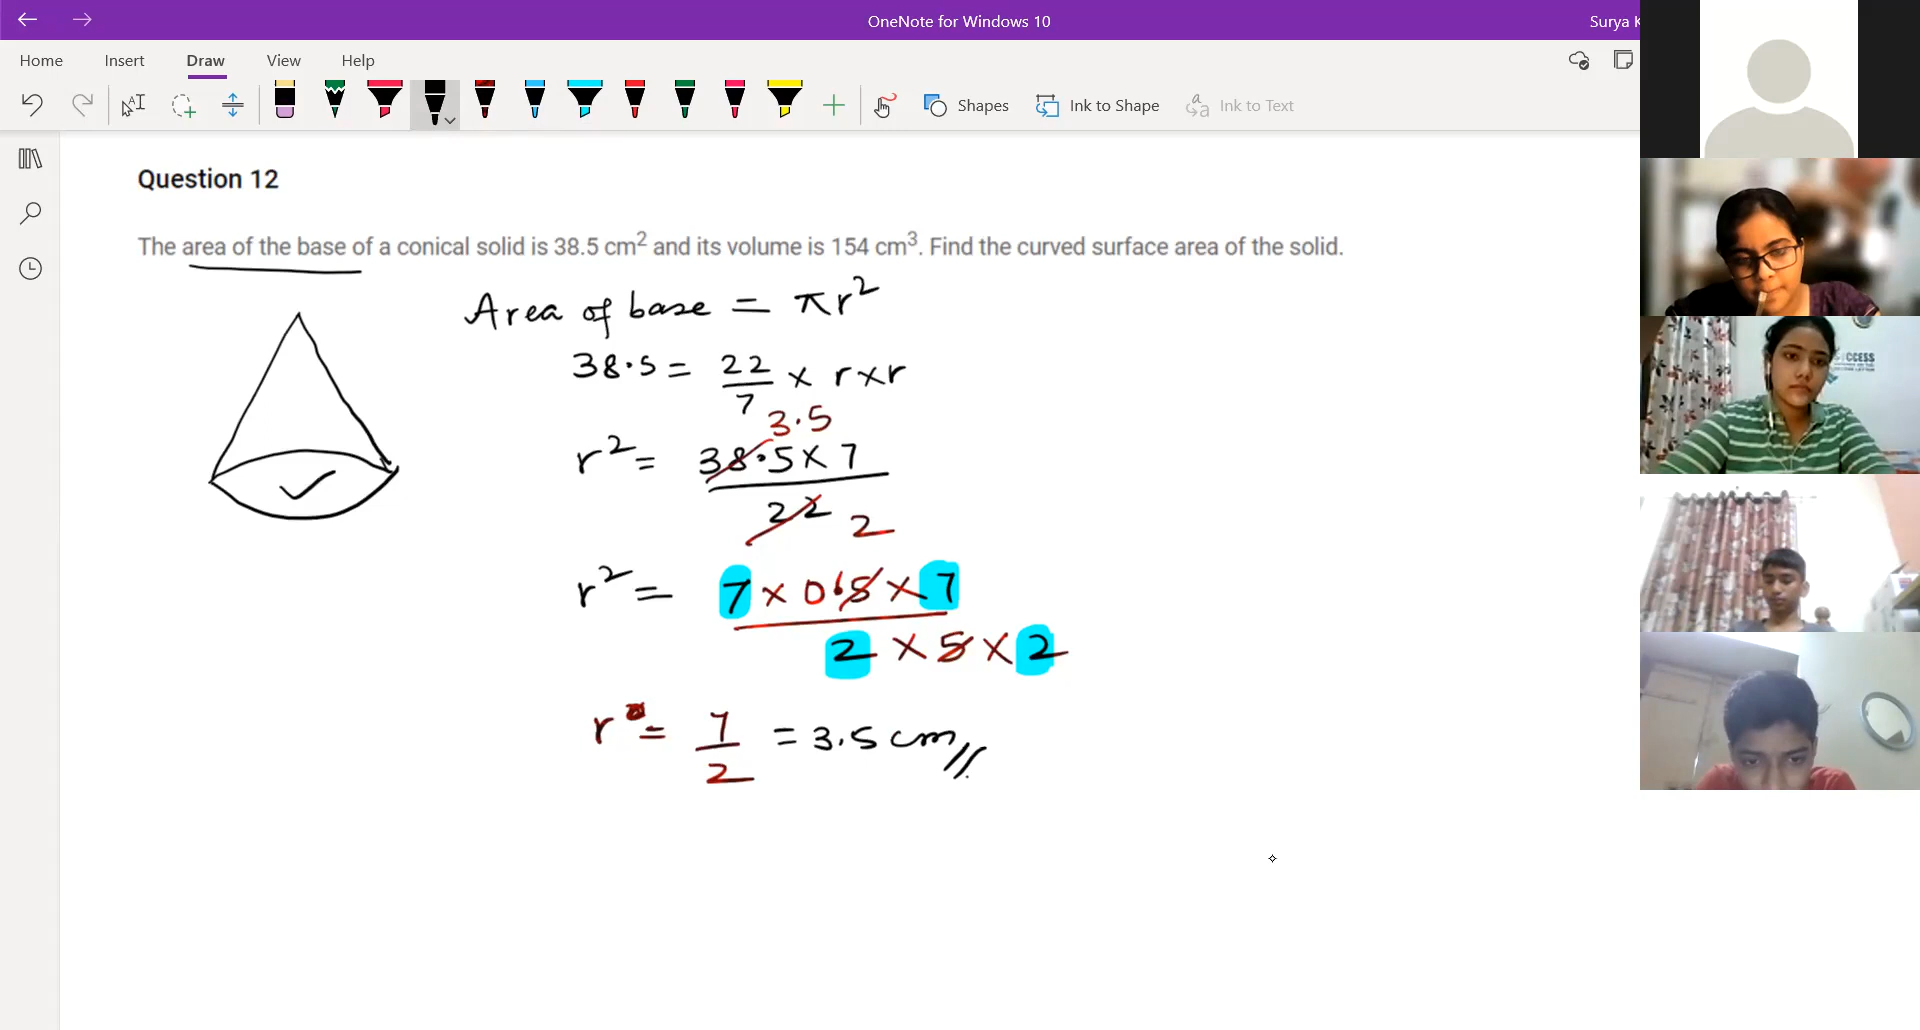 OneNote for Windows 10
Surya K
Home Insert Draw View Help
Shapes Ink to Shape Ink to Text
Question 12
The area of the base of a conical solid is 38.5 cm² and its volume is 154 cm³. Find the curved surface area of the solid.
Area of base = πr²
38.5 = 22/7 × r×r
3.5
r² = 38.5×7
22 2
r² = 7 × 0.5 × 7
2 × 5 × 2
r = 7/2 = 3.5 cm//
CCESS